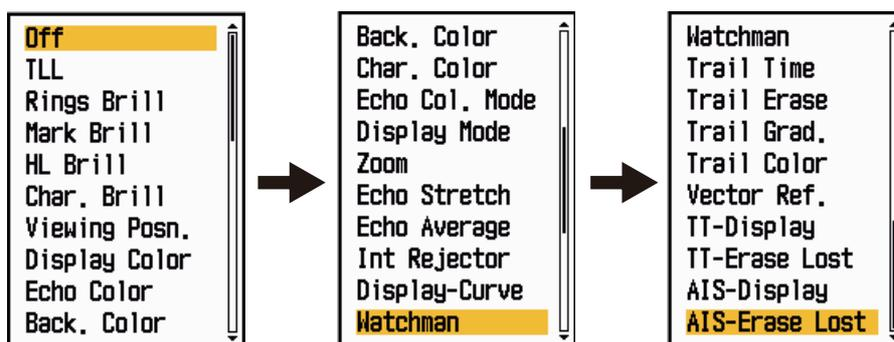 Off
TLL
Rings Brill
Mark Brill
HL Brill
Char. Brill
Viewing Posn.
Display Color
Echo Color
Back. Color
Back. Color
Char. Color
Echo Col. Mode
Display Mode
Zoom
Echo Stretch
Echo Average
Int Rejector
Display-Curve
Watchman
Watchman
Trail Time
Trail Erase
Trail Grad.
Trail Color
Vector Ref.
TT-Display
TT-Erase Lost
AIS-Display
AIS-Erase Lost